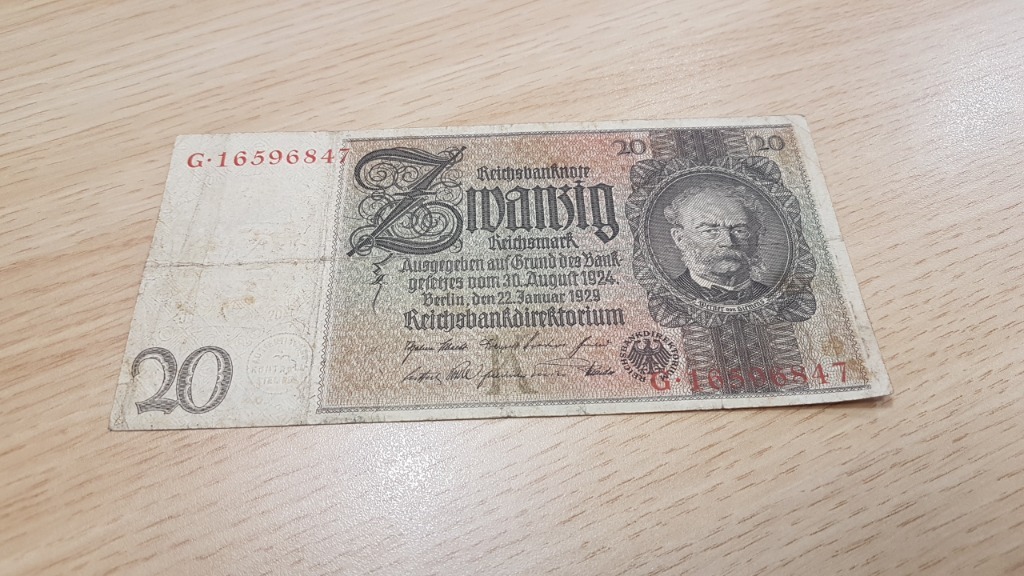 G·16596847
20 20
Reichsbanknote
Zwanzig
Reichsmark
Ausgegeben auf Grund des Bank-
gesetzes vom 30. August 1924.
Berlin, den 22. Januar 1929
Reichsbankdirektorium
K
20
G·16596847